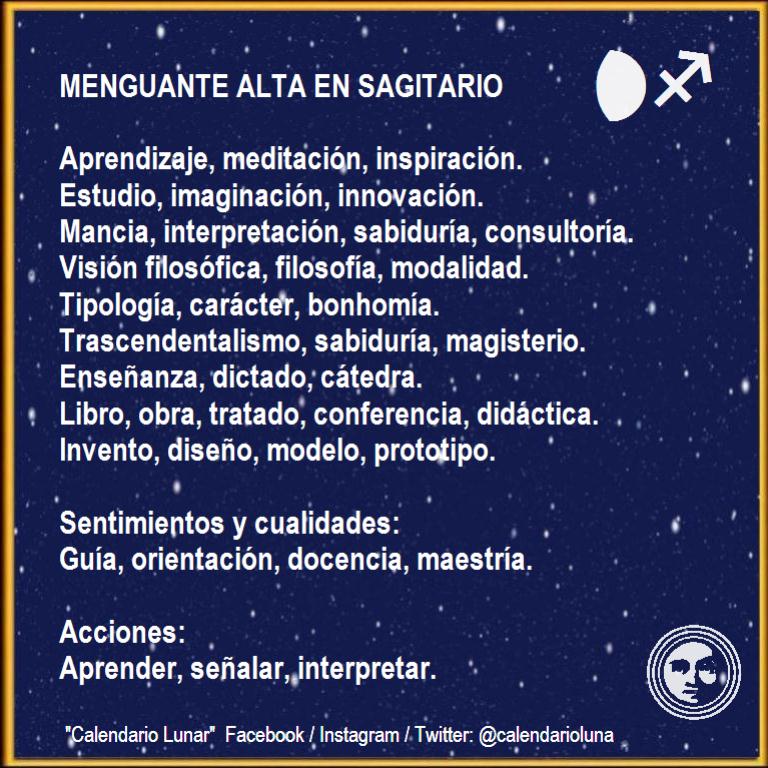 MENGUANTE ALTA EN SAGITARIO
Aprendizaje, meditación, inspiración.
Estudio, imaginación, innovación.
Mancia, interpretación, sabiduría, consultoría.
Visión filosófica, filosofía, modalidad.
Tipología, carácter, bonhomía.
Trascendentalismo, sabiduría, magisterio.
Enseñanza, dictado, cátedra.
Libro, obra, tratado, conferencia, didáctica.
Invento, diseño, modelo, prototipo.
Sentimientos y cualidades:
Guía, orientación, docencia, maestría.
Acciones:
Aprender, señalar, interpretar.
"Calendario Lunar" Facebook / Instagram / Twitter: @calendarioluna